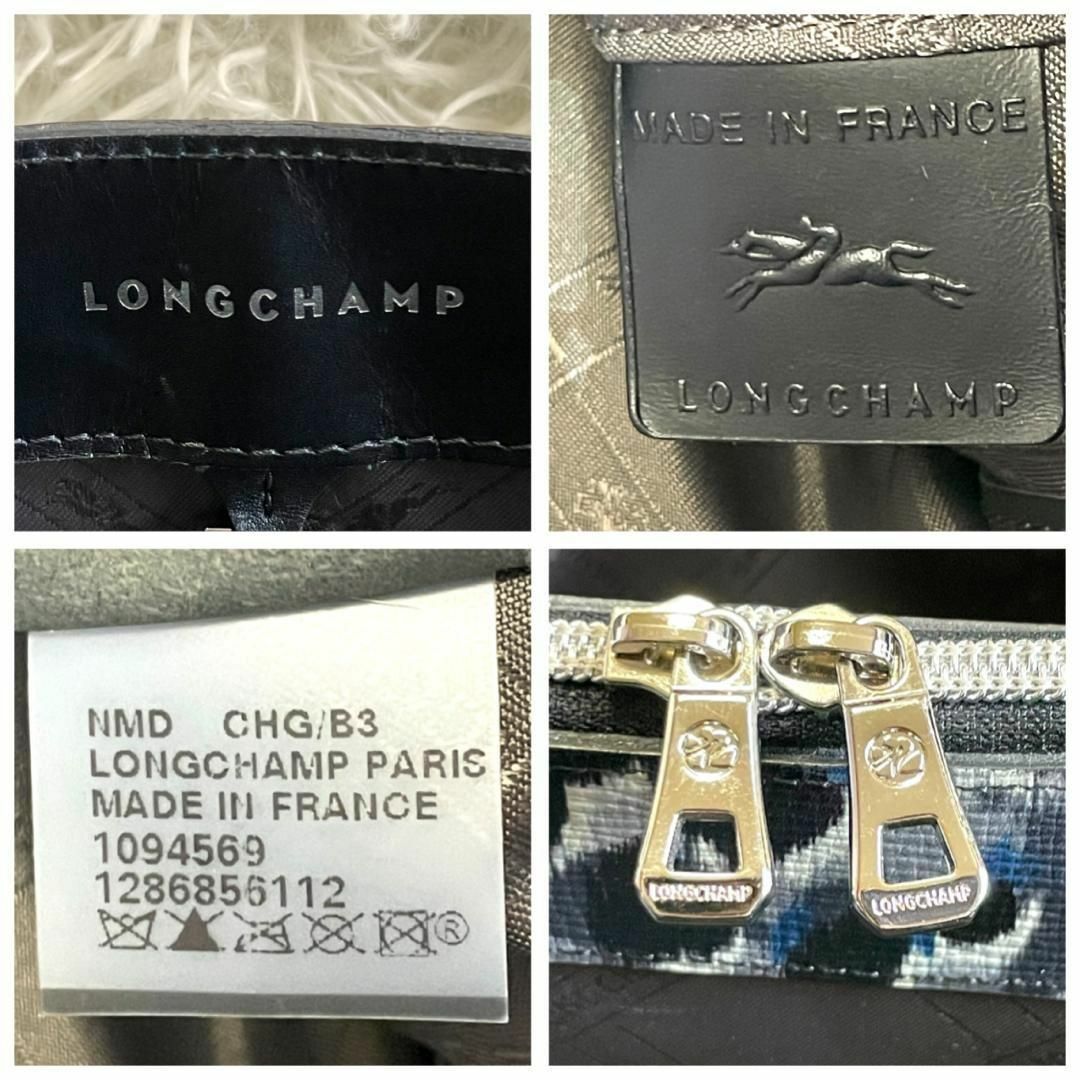 LONGCHAMP
MADE IN FRANCE
LONGCHAMP
NMD CHG/B3
LONGCHAMP PARIS
MADE IN FRANCE
1094569
1286856112
®
LONGCHAMP
LONGCHAMP